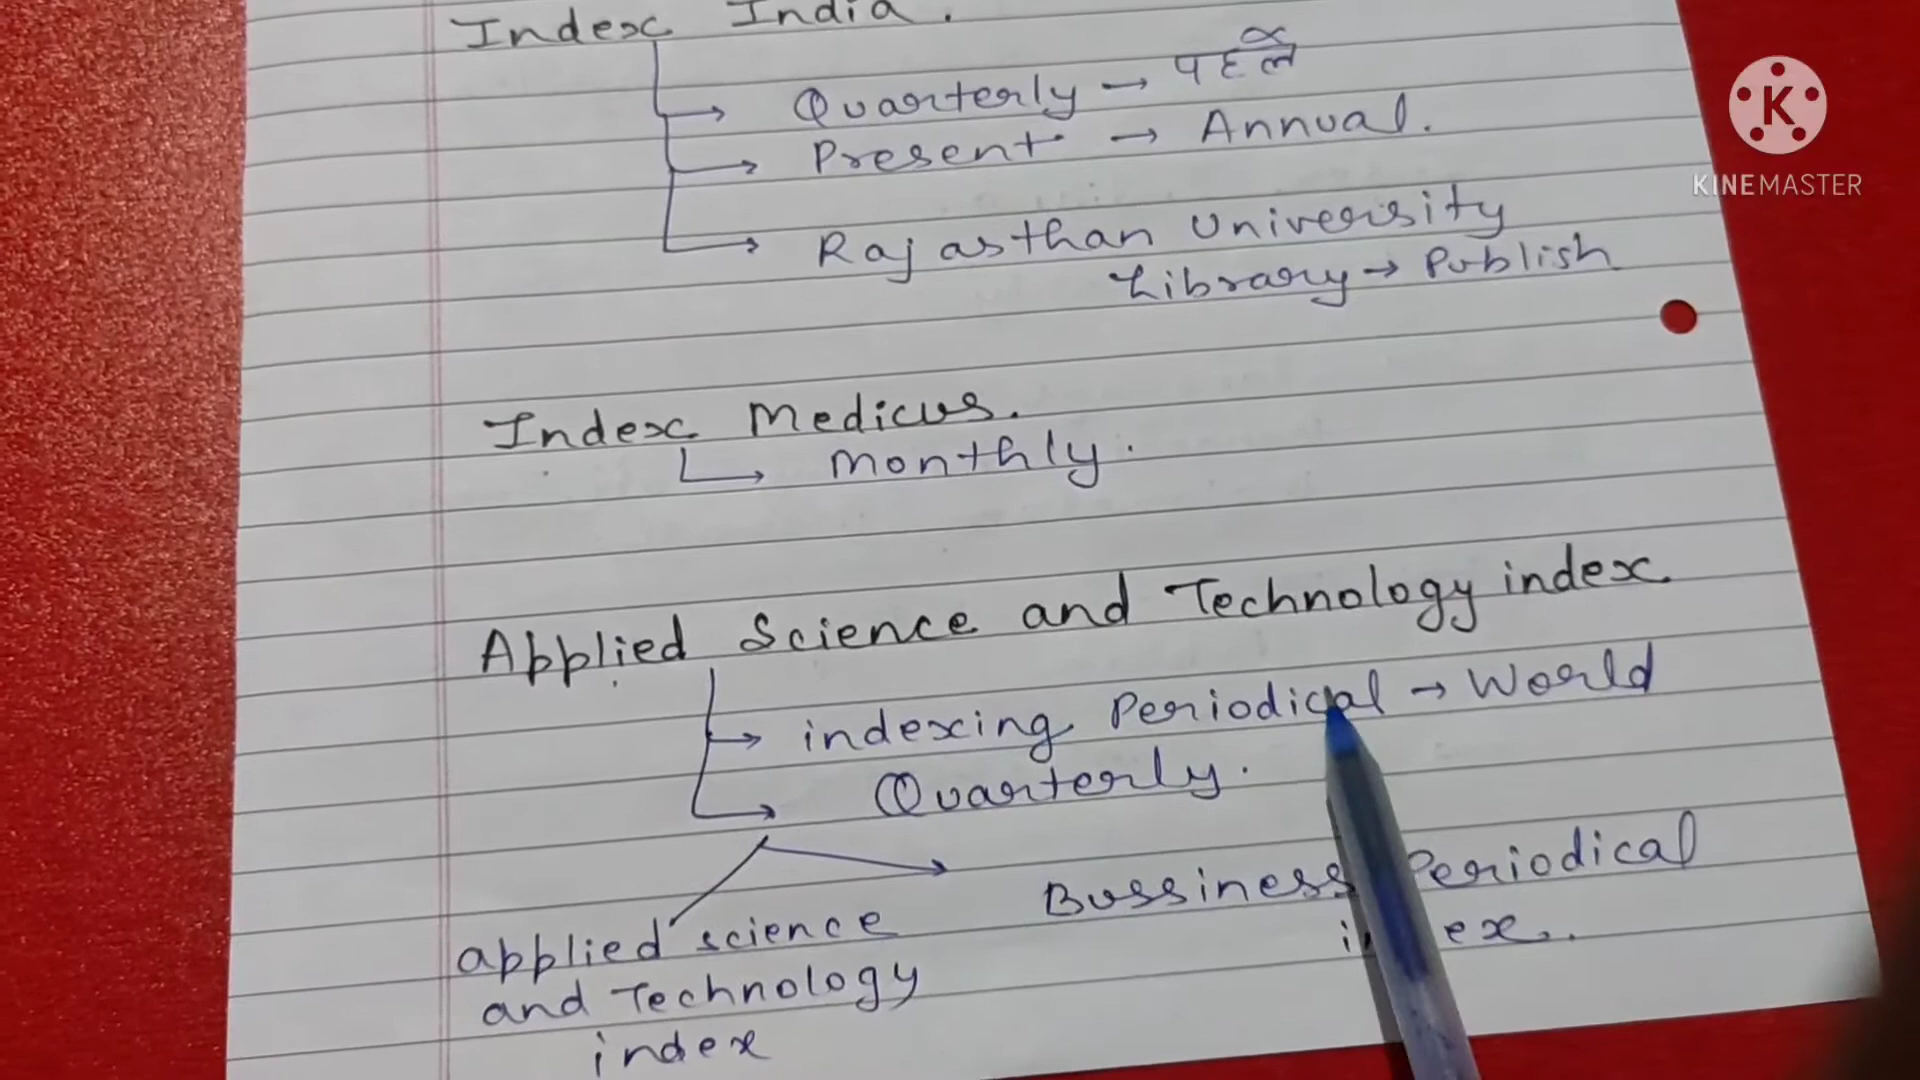 Index India.
Quarterly → पहले
Present → Annual.
Rajasthan University
Library → Publish
Index Medicus.
Monthly.
Applied Science and Technology index.
indexing Periodical → World
Quarterly.
Bussiness Periodical
index.
applied science
and Technology
index
K
KINEMASTER